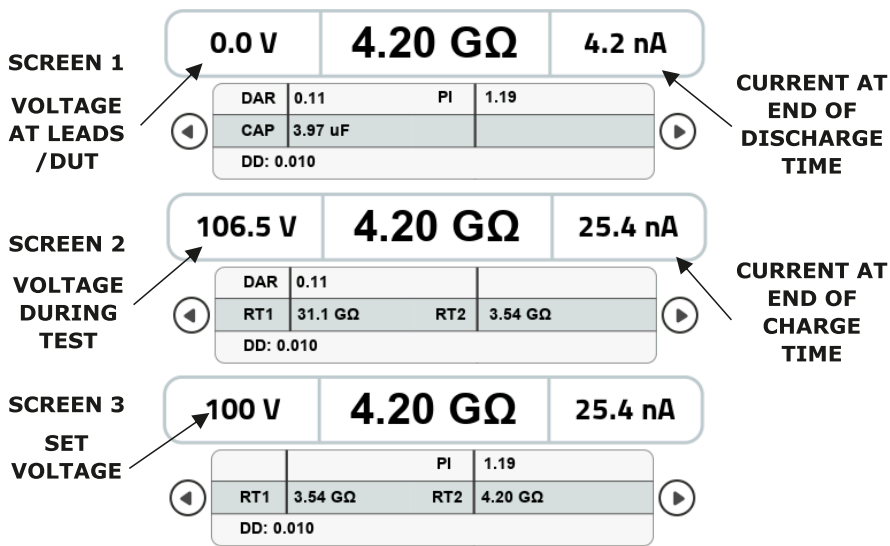 0.0 V 4.20 GΩ 4.2 nA
SCREEN 1
VOLTAGE
AT LEADS
/DUT
DAR 0.11 PI 1.19
CAP 3.97 uF
DD: 0.010
CURRENT AT
END OF
DISCHARGE
TIME
106.5 V 4.20 GΩ 25.4 nA
SCREEN 2
VOLTAGE
DURING
TEST
DAR 0.11
RT1 31.1 GΩ RT2 3.54 GΩ
DD: 0.010
CURRENT AT
END OF
CHARGE
TIME
100 V 4.20 GΩ 25.4 nA
SCREEN 3
SET
VOLTAGE
PI 1.19
RT1 3.54 GΩ RT2 4.20 GΩ
DD: 0.010